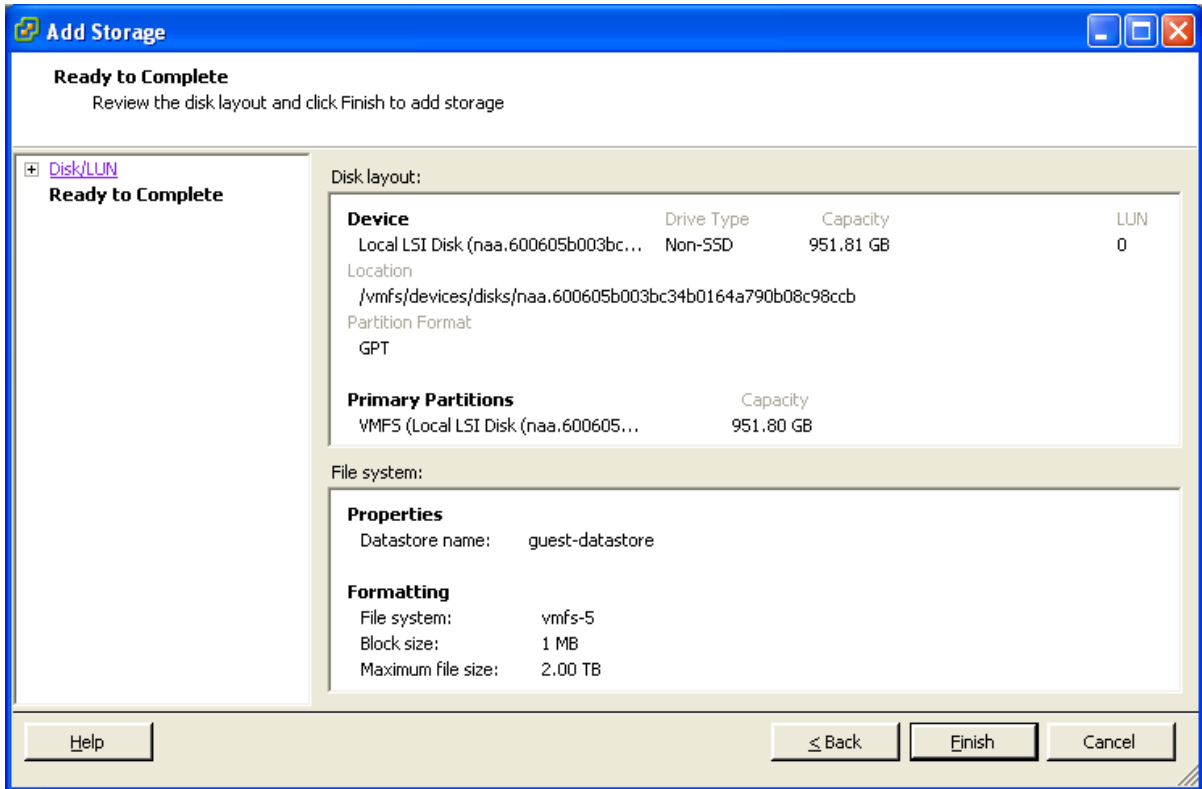 Add Storage
Ready to Complete
Review the disk layout and click Finish to add storage
Disk/LUN
Ready to Complete
Disk layout:
Device Drive Type Capacity LUN
Local LSI Disk (naa.600605b003bc... Non-SSD 951.81 GB 0
Location
/vmfs/devices/disks/naa.600605b003bc34b0164a790b08c98ccb
Partition Format
GPT
Primary Partitions Capacity
VMFS (Local LSI Disk (naa.600605... 951.80 GB
File system:
Properties
Datastore name: guest-datastore
Formatting
File system: vmfs-5
Block size: 1 MB
Maximum file size: 2.00 TB
Help ≤ Back Finish Cancel